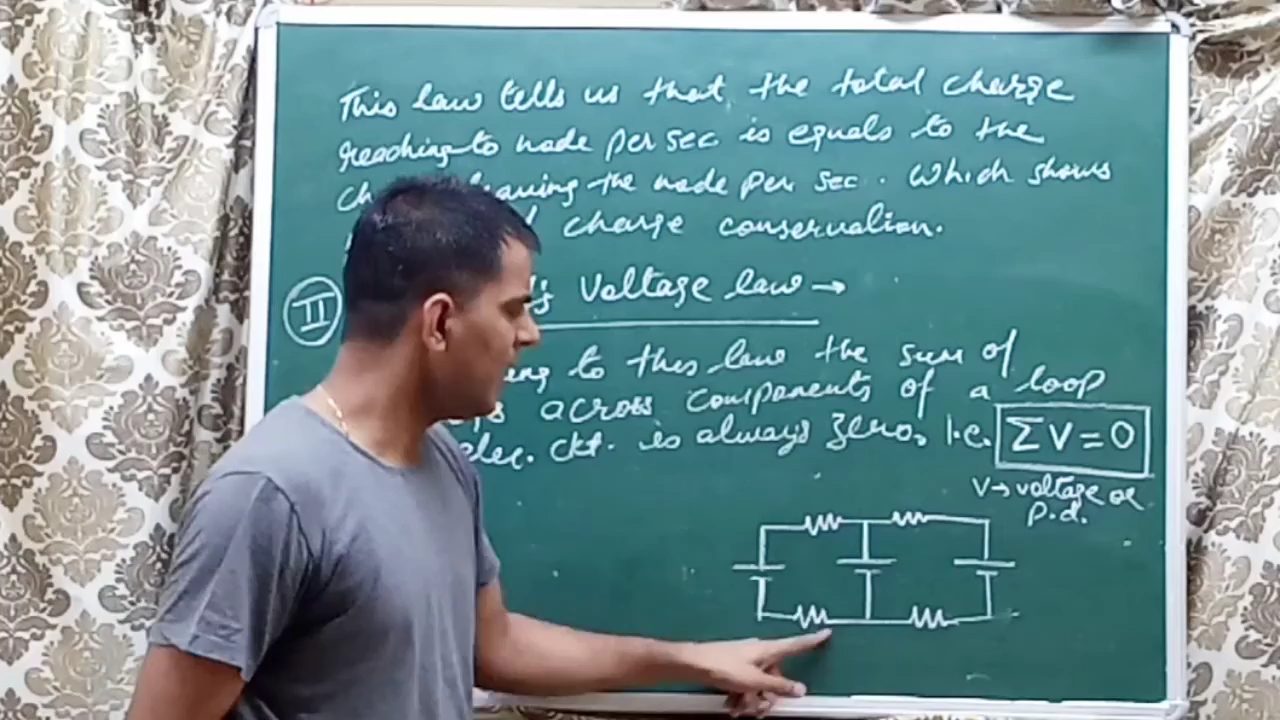 This law tells us that the total charge
reaching to node per sec is equals to the
leaving the node per sec. Which shows
charge conservation.
II Voltage law →
to this law the sum of
across components of a loop
elec. ckt. is always zero, i.e. ΣV = 0
V → voltage or
p.d.